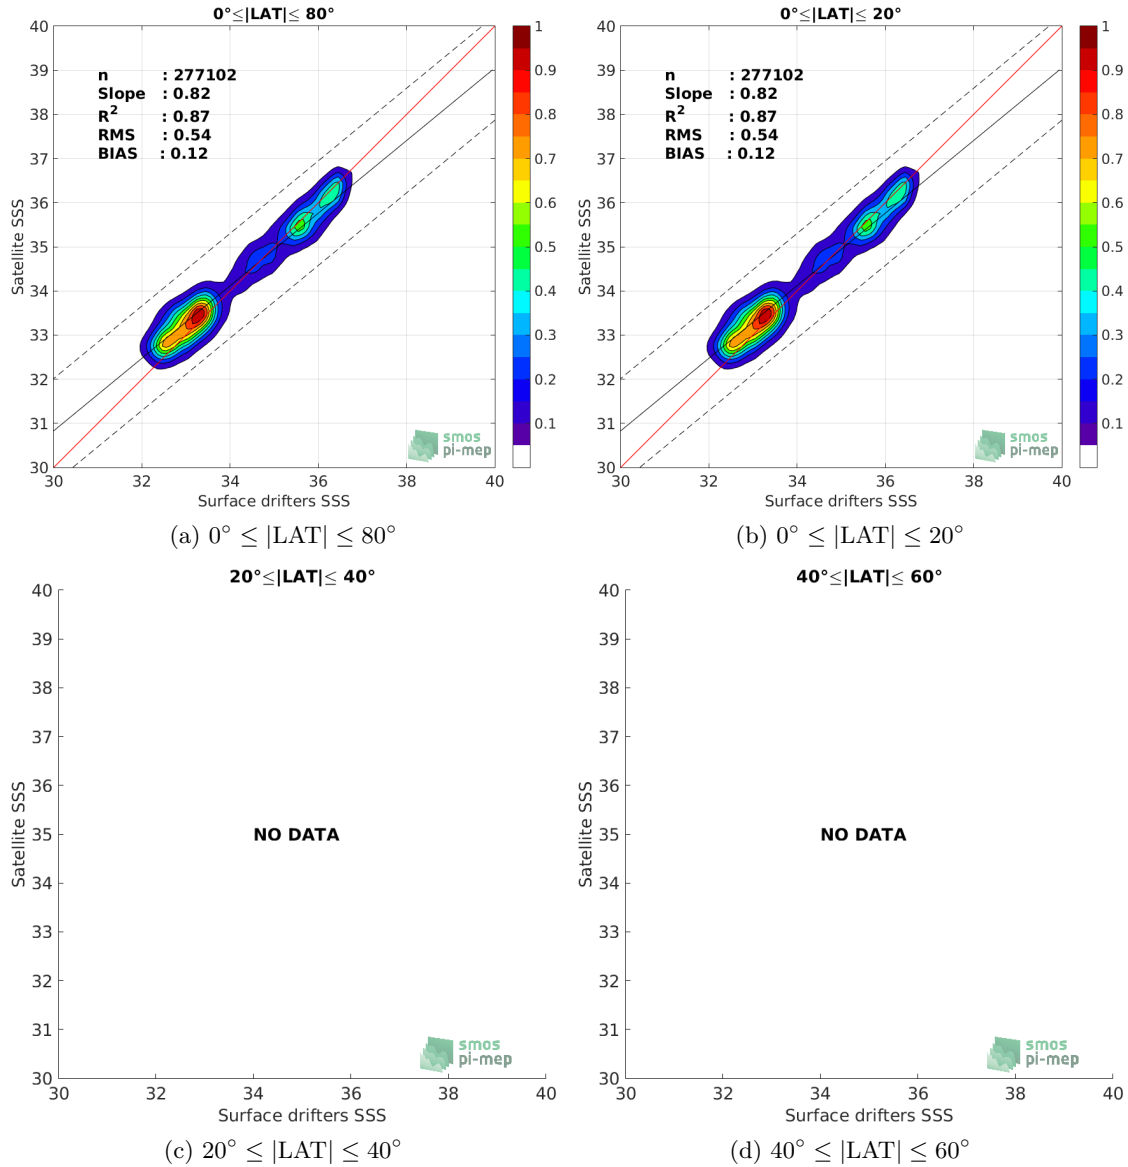 0°≤|LAT|≤ 80°
40
39
38
37
36
35
34
33
32
31
30
Satellite SSS
n : 277102
Slope : 0.82
R² : 0.87
RMS : 0.54
BIAS : 0.12
smos
pi-mep
30 32 34 36 38 40
Surface drifters SSS
1
0.9
0.8
0.7
0.6
0.5
0.4
0.3
0.2
0.1
(a) 0° ≤ |LAT| ≤ 80°
0°≤|LAT|≤ 20°
40
39
38
37
36
35
34
33
32
31
30
Satellite SSS
n : 277102
Slope : 0.82
R² : 0.87
RMS : 0.54
BIAS : 0.12
smos
pi-mep
30 32 34 36 38 40
Surface drifters SSS
1
0.9
0.8
0.7
0.6
0.5
0.4
0.3
0.2
0.1
(b) 0° ≤ |LAT| ≤ 20°
20°≤|LAT|≤ 40°
40
39
38
37
36
35
34
33
32
31
30
Satellite SSS
NO DATA
smos
pi-mep
30 32 34 36 38 40
Surface drifters SSS
(c) 20° ≤ |LAT| ≤ 40°
40°≤|LAT|≤ 60°
40
39
38
37
36
35
34
33
32
31
30
Satellite SSS
NO DATA
smos
pi-mep
30 32 34 36 38 40
Surface drifters SSS
(d) 40° ≤ |LAT| ≤ 60°